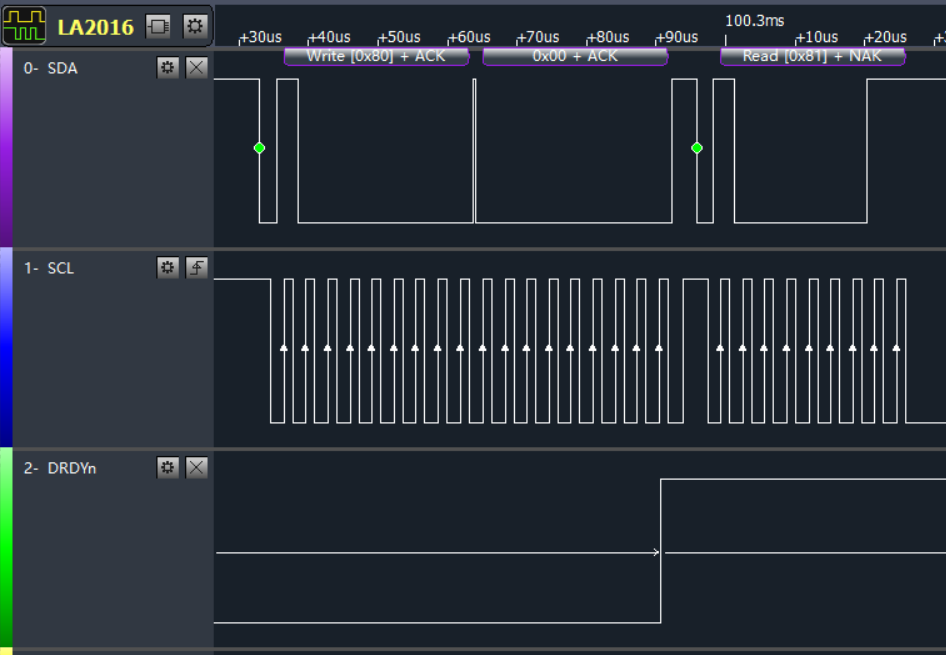 LA2016
100.3ms
+30us +40us +50us +60us +70us +80us +90us +10us +20us +3
0- SDA
Write [0x80] + ACK 0x00 + ACK Read [0x81] + NAK
1- SCL
2- DRDYn